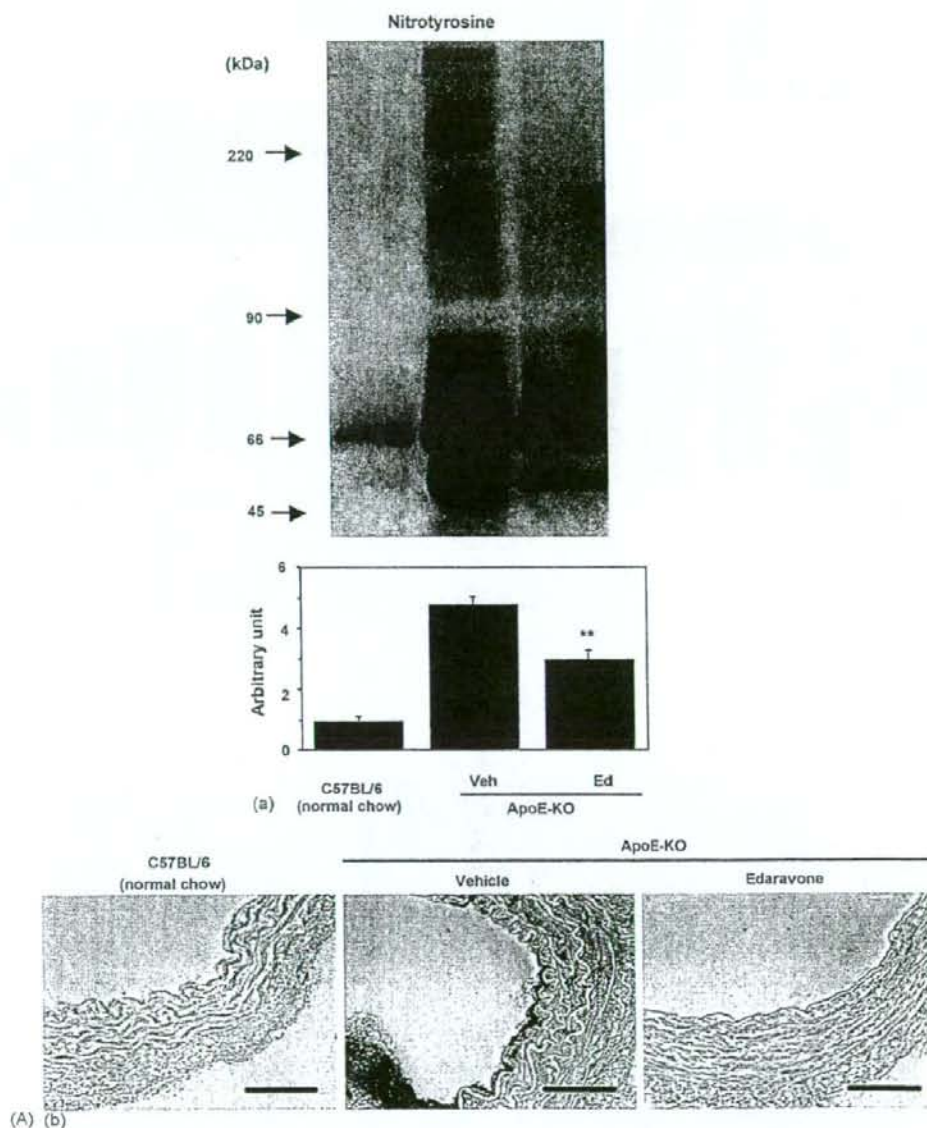 Nitrotyrosine
(kDa)
220
90
66
45
6
4
2
0
Arbitrary unit
**
C57BL/6
(normal chow)
Veh
Ed
ApoE-KO
(a)
ApoE-KO
C57BL/6
(normal chow)
Vehicle
Edaravone
(A) (b)